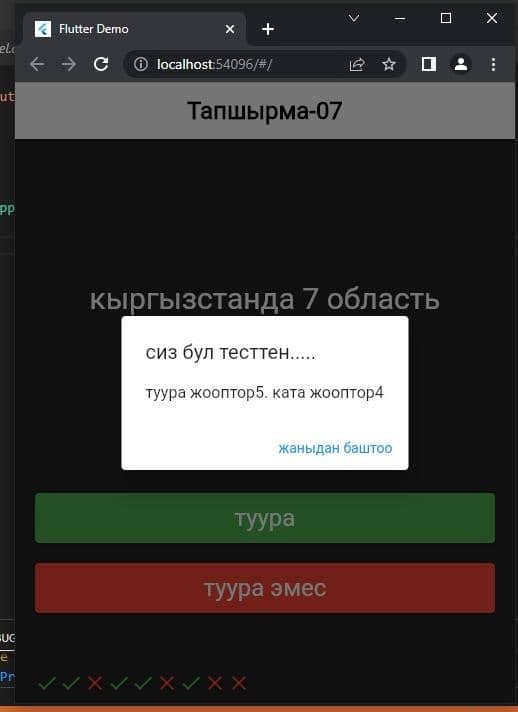 Flutter Demo
localhost:54096/#/
Тапшырма-07
кыргызстанда 7 область
сиз бул тесттен.....
туура жооптор5. ката жооптор4
жаныдан баштоо
туура
туура эмес